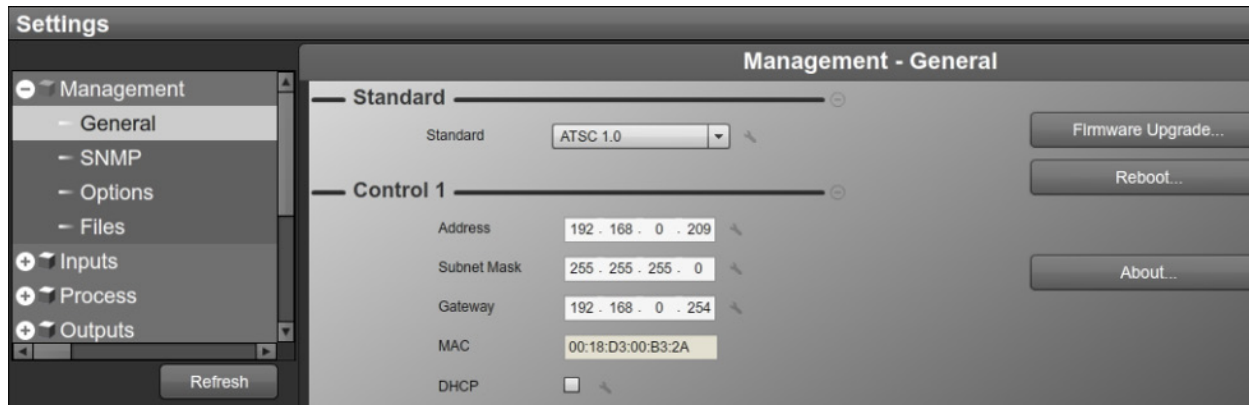 Settings
Management - General
Management
General
SNMP
Options
Files
Inputs
Process
Outputs
Refresh
Standard
Standard ATSC 1.0
Control 1
Address 192 . 168 . 0 . 209
Subnet Mask 255 . 255 . 255 . 0
Gateway 192 . 168 . 0 . 254
MAC 00:18:D3:00:B3:2A
DHCP
Firmware Upgrade...
Reboot...
About...